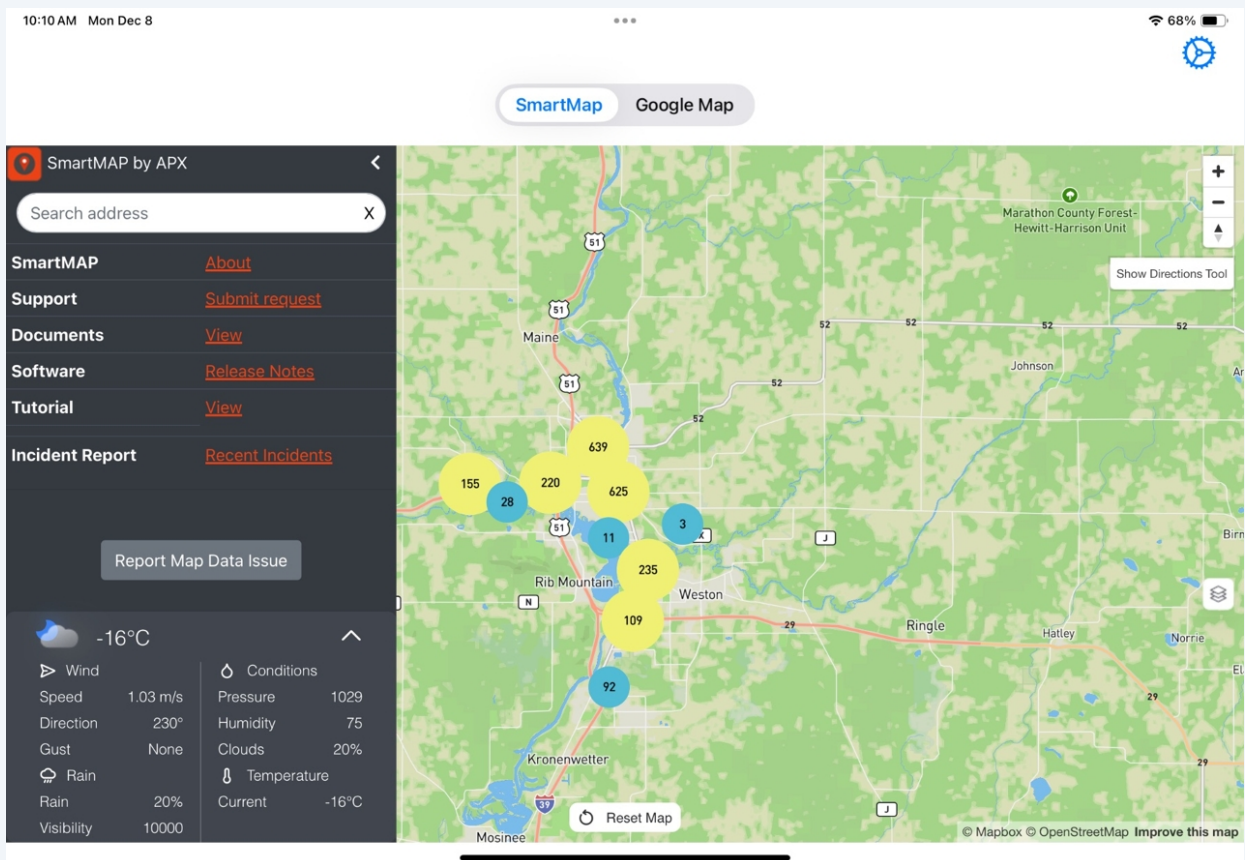 10:10 AM Mon Dec 8
68%
SmartMap Google Map
SmartMAP by APX
Search address X
SmartMAP About
Support Submit request
Documents View
Software Release Notes
Tutorial View
Incident Report Recent Incidents
Report Map Data Issue
-16°C
Wind
Speed 1.03 m/s
Direction 230°
Gust None
Rain
Rain 20%
Visibility 10000
Conditions
Pressure 1029
Humidity 75
Clouds 20%
Temperature
Current -16°C
Marathon County Forest-
Hewitt-Harrison Unit
Show Directions Tool
51
51
Maine
52
52
52
52
Johnson
51
52
52
639
155
220
28
625
51
11
3
J
235
Rib Mountain
N
Weston
109
29
Ringle
Hatley
Norrie
92
29
Kronenwetter
29
39
J
Reset Map
Mosinee
© Mapbox © OpenStreetMap Improve this map